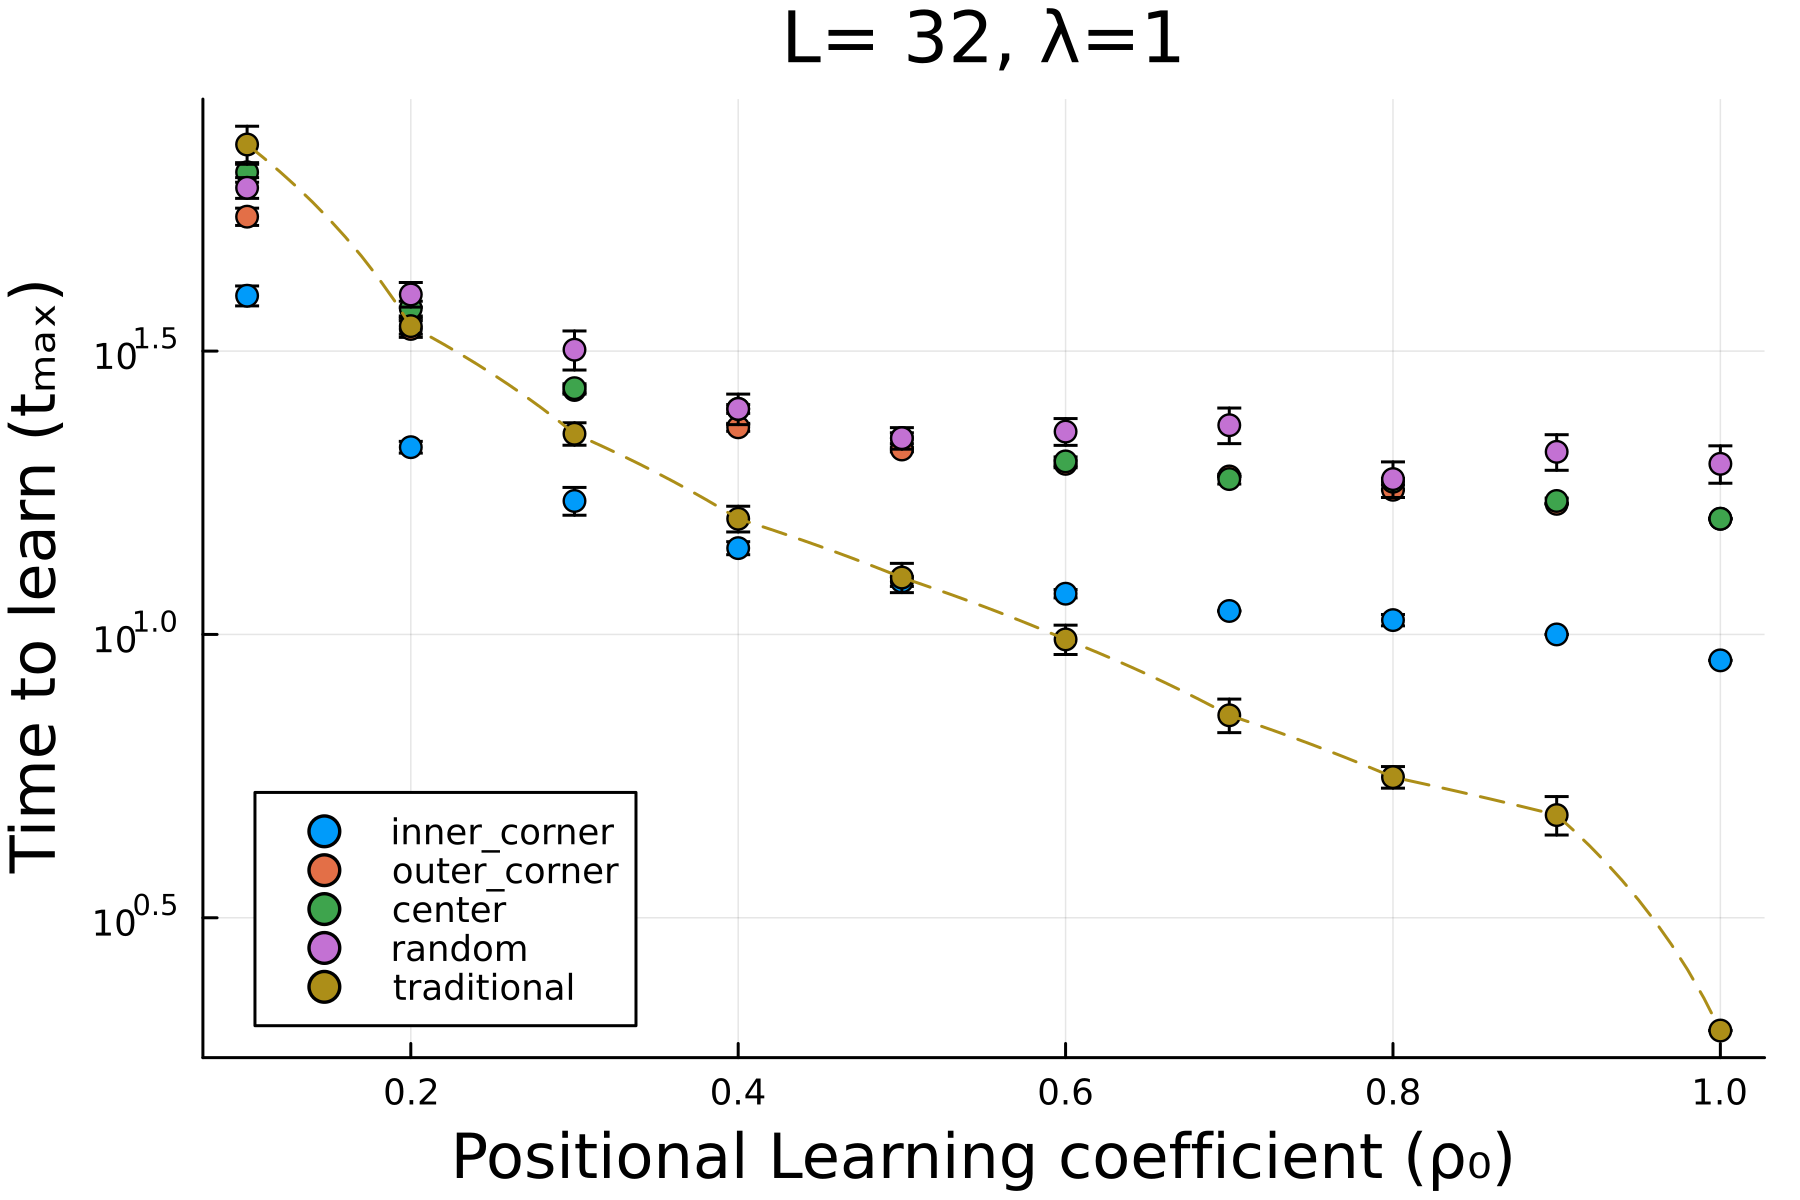 L= 32, λ=1
Time to learn (tₘₐₓ)
10^1.5
10^1.0
10^0.5
inner_corner
outer_corner
center
random
traditional
0.2 0.4 0.6 0.8 1.0
Positional Learning coefficient (ρ₀)